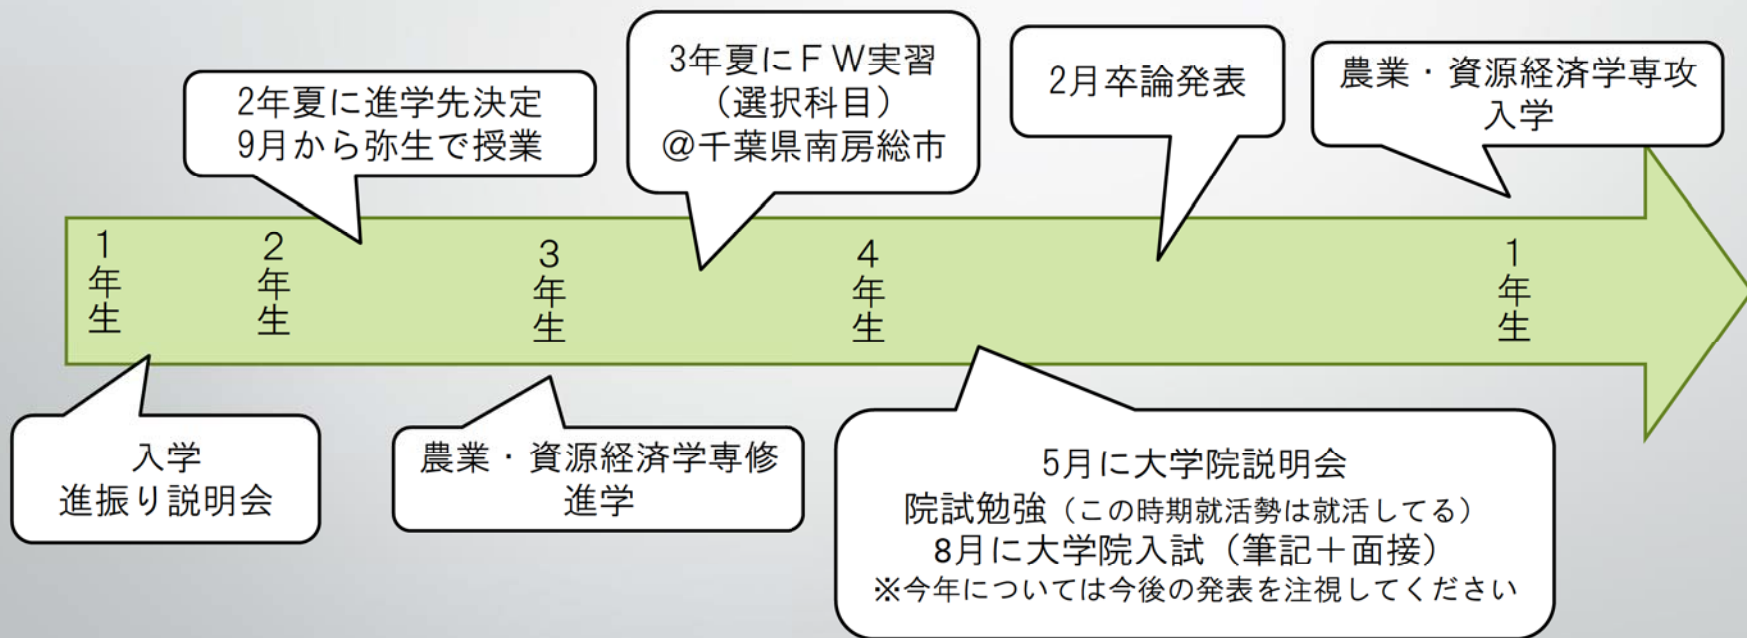 2年夏に進学先決定
9月から弥生で授業
3年夏にＦＷ実習
（選択科目）
@千葉県南房総市
2月卒論発表
農業・資源経済学専攻
入学
1年生
2年生
3年生
4年生
1年生
入学
進振り説明会
農業・資源経済学専修
進学
5月に大学院説明会
院試勉強（この時期就活勢は就活してる）
8月に大学院入試（筆記＋面接）
※今年については今後の発表を注視してください